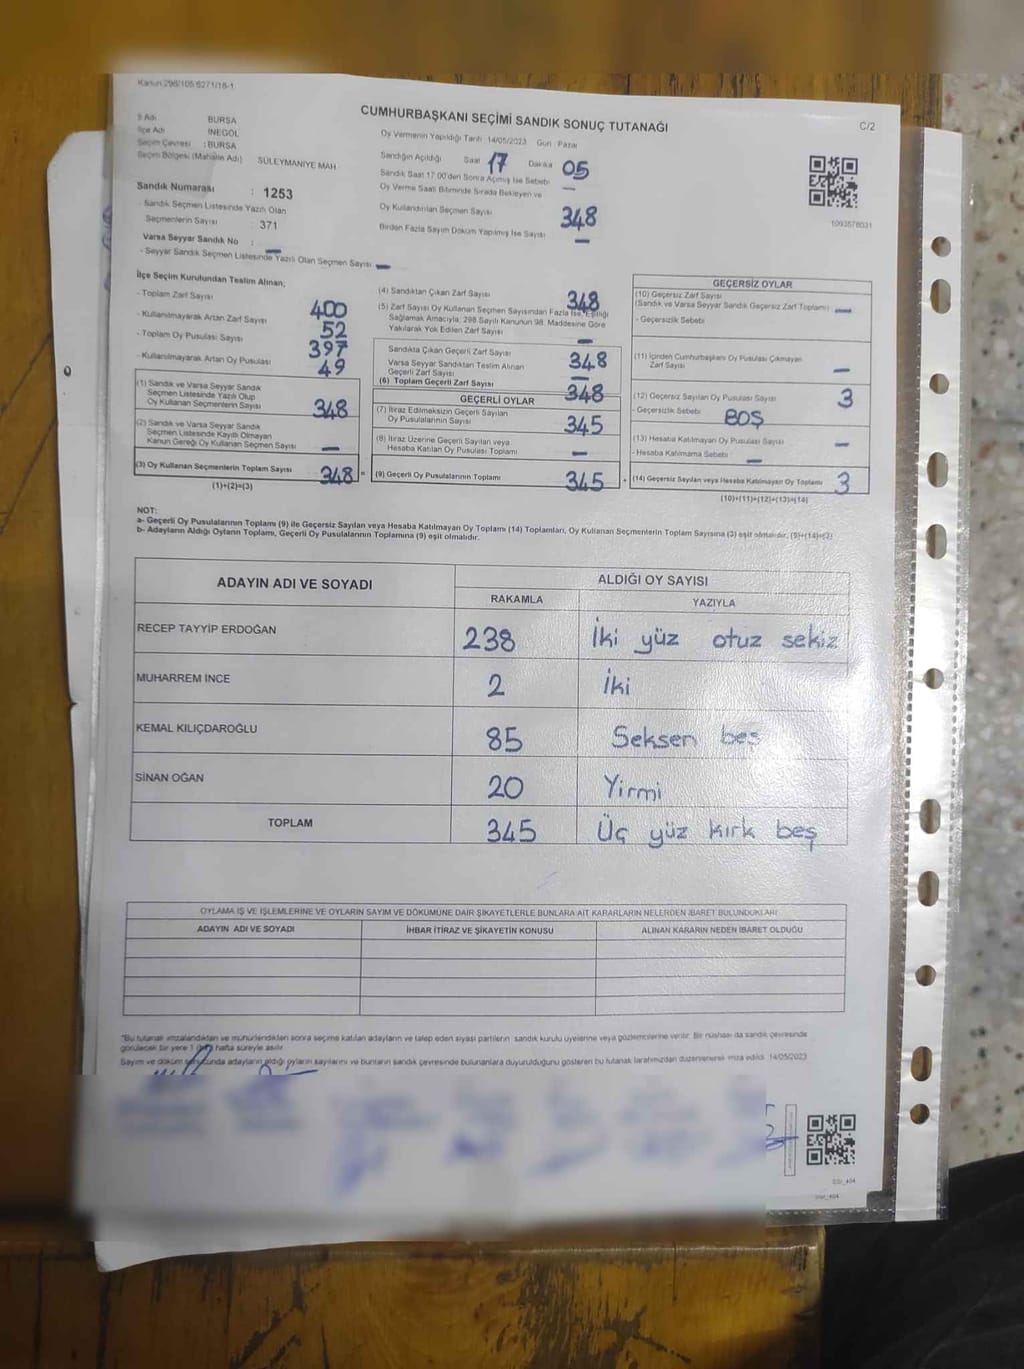 Kanun 298/105 6271/18-1
CUMHURBAŞKANI SEÇİMİ SANDIK SONUÇ TUTANAĞI
C/2
İl Adı BURSA
İlçe Adı İNEGÖL
Seçim Çevresi : BURSA
Seçim Bölgesi (Mahalle Adı) SÜLEYMANİYE MAH
Sandık Numarası : 1253
- Sandık Seçmen Listesinde Yazılı Olan
Seçmenlerin Sayısı : 371
Varsa Seyyar Sandık No : —
- Seyyar Sandık Seçmen Listesinde Yazılı Olan Seçmen Sayısı —
Oy Vermenin Yapıldığı Tarih 14/05/2023 Gün : Pazar
Sandığın Açıldığı Saat 17 Dakika 05
Sandık Saat 17:00'den Sonra Açılmış İse Sebebi —
Oy Verme Saati Bitiminde Sırada Bekleyen ve
Oy Kullandırılan Seçmen Sayısı 348
Birden Fazla Sayım Döküm Yapılmış İse Sayısı —
1093578031
İlçe Seçim Kurulundan Teslim Alınan;
- Toplam Zarf Sayısı 400
- Kullanılmayarak Artan Zarf Sayısı 52
- Toplam Oy Pusulası Sayısı 397
- Kullanılmayarak Artan Oy Pusulası 49
(1) Sandık ve Varsa Seyyar Sandık
Seçmen Listesinde Yazılı Olup
Oy Kullanan Seçmenlerin Sayısı 348
(2) Sandık ve Varsa Seyyar Sandık
Seçmen Listesinde Kayıtlı Olmayan
Kanun Gereği Oy Kullanan Seçmen Sayısı —
(3) Oy Kullanan Seçmenlerin Toplam Sayısı 348 =
(1)+(2)=(3)
(4) Sandıktan Çıkan Zarf Sayısı 348
(5) Zarf Sayısı Oy Kullanan Seçmen Sayısından Fazla İse, Eşitliği
Sağlamak Amacıyla; 298 Sayılı Kanunun 98. Maddesine Göre
Yakılarak Yok Edilen Zarf Sayısı —
Sandıkta Çıkan Geçerli Zarf Sayısı 348
Varsa Seyyar Sandıktan Teslim Alınan
Geçerli Zarf Sayısı —
(6) Toplam Geçerli Zarf Sayısı 348
GEÇERLİ OYLAR
(7) İtiraz Edilmeksizin Geçerli Sayılan
Oy Pusulalarının Sayısı 345
(8) İtiraz Üzerine Geçerli Sayılan veya
Hesaba Katılan Oy Pusulası Toplamı —
(9) Geçerli Oy Pusulalarının Toplamı 345 +
GEÇERSİZ OYLAR
(10) Geçersiz Zarf Sayısı
(Sandık ve Varsa Seyyar Sandık Geçersiz Zarf Toplamı) —
- Geçersizlik Sebebi
(11) İçinden Cumhurbaşkanı Oy Pusulası Çıkmayan
Zarf Sayısı —
(12) Geçersiz Sayılan Oy Pusulası Sayısı 3
- Geçersizlik Sebebi BOŞ
(13) Hesaba Katılmayan Oy Pusulası Sayısı —
- Hesaba Katılmama Sebebi —
(14) Geçersiz Sayılan veya Hesaba Katılmayan Oy Toplamı 3
(10)+(11)+(12)+(13)=(14)
NOT:
a- Geçerli Oy Pusulalarının Toplamı (9) ile Geçersiz Sayılan veya Hesaba Katılmayan Oy Toplamı (14) Toplamları, Oy Kullanan Seçmenlerin Toplam Sayısına (3) eşit olmalıdır. (9)+(14)=(3)
b- Adayların Aldığı Oyların Toplamı, Geçerli Oy Pusulalarının Toplamına (9) eşit olmalıdır.
ADAYIN ADI VE SOYADI
ALDIĞI OY SAYISI
RAKAMLA YAZIYLA
RECEP TAYYİP ERDOĞAN 238 İki yüz otuz sekiz
MUHARREM İNCE 2 İki
KEMAL KILIÇDAROĞLU 85 Seksen beş
SİNAN OĞAN 20 Yirmi
TOPLAM 345 Üç yüz kırk beş
OYLAMA İŞ VE İŞLEMLERİNE VE OYLARIN SAYIM VE DÖKÜMÜNE DAİR ŞİKAYETLERLE BUNLARA AİT KARARLARIN NELERDEN İBARET BULUNDUKLARI
ADAYIN ADI VE SOYADI İHBAR İTİRAZ VE ŞİKAYETİN KONUSU ALINAN KARARIN NEDEN İBARET OLDUĞU
"Bu tutanak imzalandıktan ve mühürlendikten sonra seçime katılan adayların ve talep eden siyasi partilerin sandık kurulu üyelerine veya gözlemcilerine verilir. Bir nüshası da sandık çevresinde
görülecek bir yere 1 (bir) hafta süreyle asılır.
Sayım ve döküm sonucunda adayların aldığı oyların sayılarını ve bunların sandık çevresinde bulunanlara duyurulduğunu gösteren bu tutanak tarafımızdan düzenlenerek imza edildi. 14/05/2023